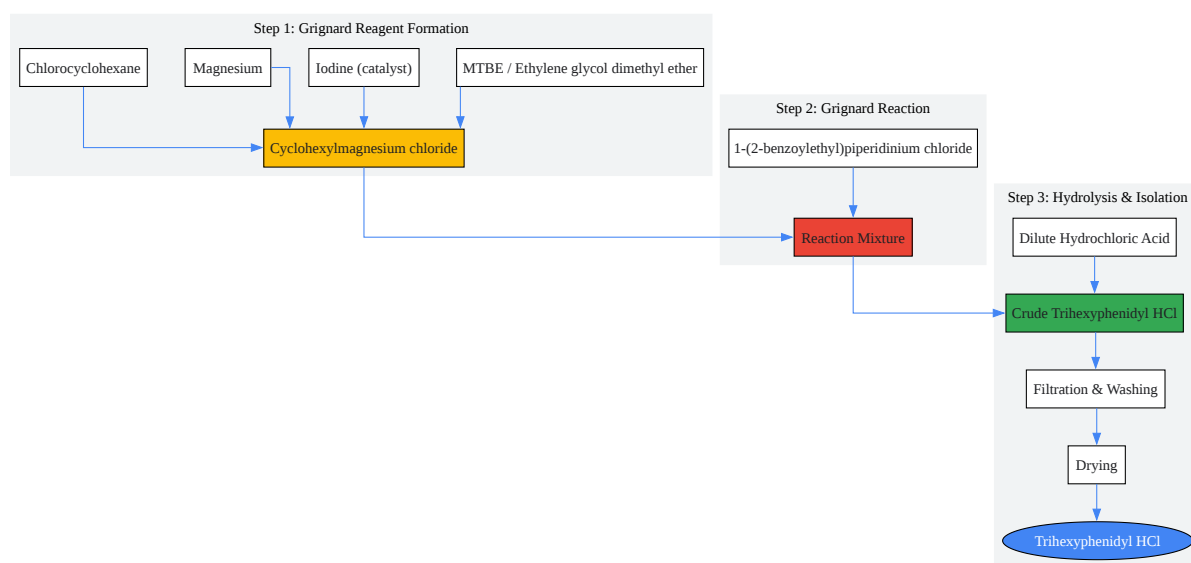 Step 1: Grignard Reagent Formation
Chlorocyclohexane
Magnesium
Iodine (catalyst)
MTBE / Ethylene glycol dimethyl ether
Cyclohexylmagnesium chloride
Step 2: Grignard Reaction
1-(2-benzoylethyl)piperidinium chloride
Reaction Mixture
Step 3: Hydrolysis & Isolation
Dilute Hydrochloric Acid
Crude Trihexyphenidyl HCl
Filtration & Washing
Drying
Trihexyphenidyl HCl